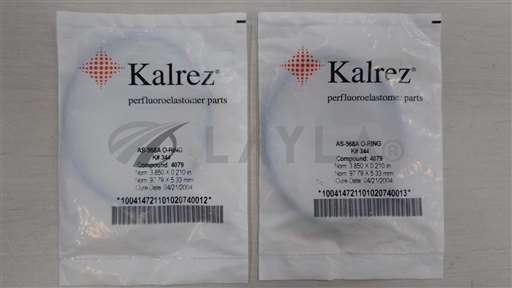 Kalrez®
perfluoroelastomer parts
AS-568A O-RING
K# 344
Compound: 4079
Nom: 3.850 X 0.210 in.
Nom: 97.79 X 5.33 mm
Cure Date: 04/21/2004
*100414721101020740012*
Kalrez®
perfluoroelastomer parts
AS-568A O-RING
K# 344
Compound: 4079
Nom: 3.850 X 0.210 in.
Nom: 97.79 X 5.33 mm
Cure Date: 04/21/2004
*100414721101020740013*
LAYLA®